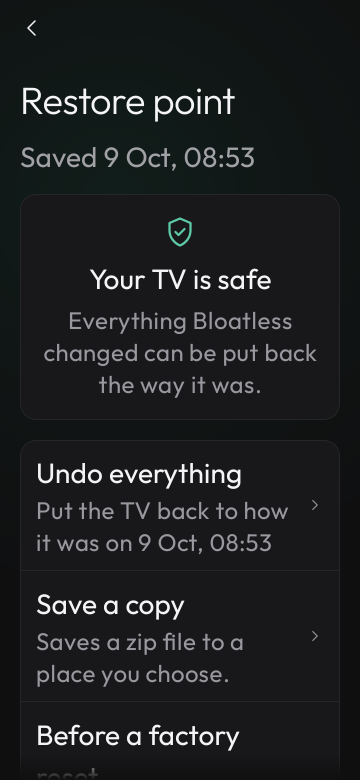 Restore point
Saved 9 Oct, 08:53
Your TV is safe
Everything Bloatless
changed can be put back
the way it was.
Undo everything
Put the TV back to how
it was on 9 Oct, 08:53
Save a copy
Saves a zip file to a
place you choose.
Before a factory
reset